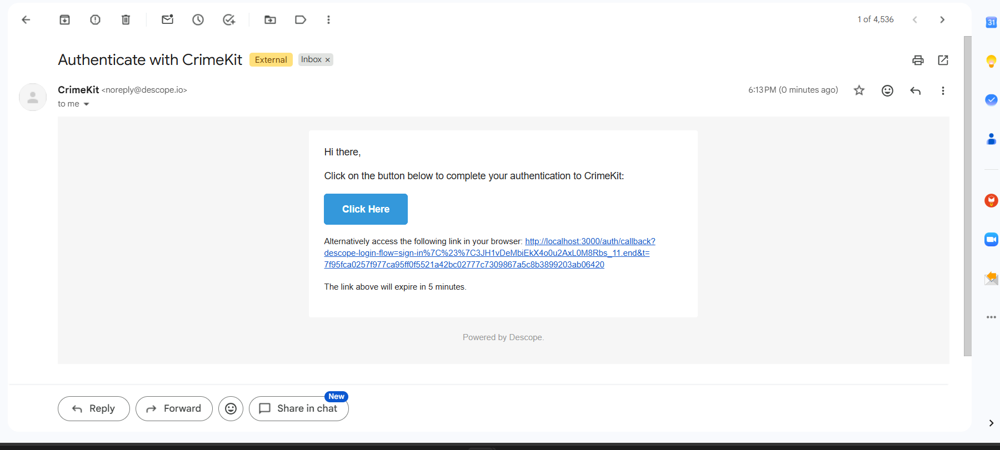 1 of 4,536
31
Authenticate with CrimeKit External Inbox ×
CrimeKit <noreply@descope.io> 6:13 PM (0 minutes ago)
to me
Hi there,
Click on the button below to complete your authentication to CrimeKit:
Click Here
Alternatively access the following link in your browser: http://localhost:3000/auth/callback?
descope-login-flow=sign-in%7C%23%7C3JH1vDeMbiEkX4o0u2AxL0M8Rbs_11.end&t=
7f95fca0257f977ca95ff0f5521a42bc02777c7309867a5c8b3899203ab06420
The link above will expire in 5 minutes.
Powered by Descope.
New
Reply Forward Share in chat